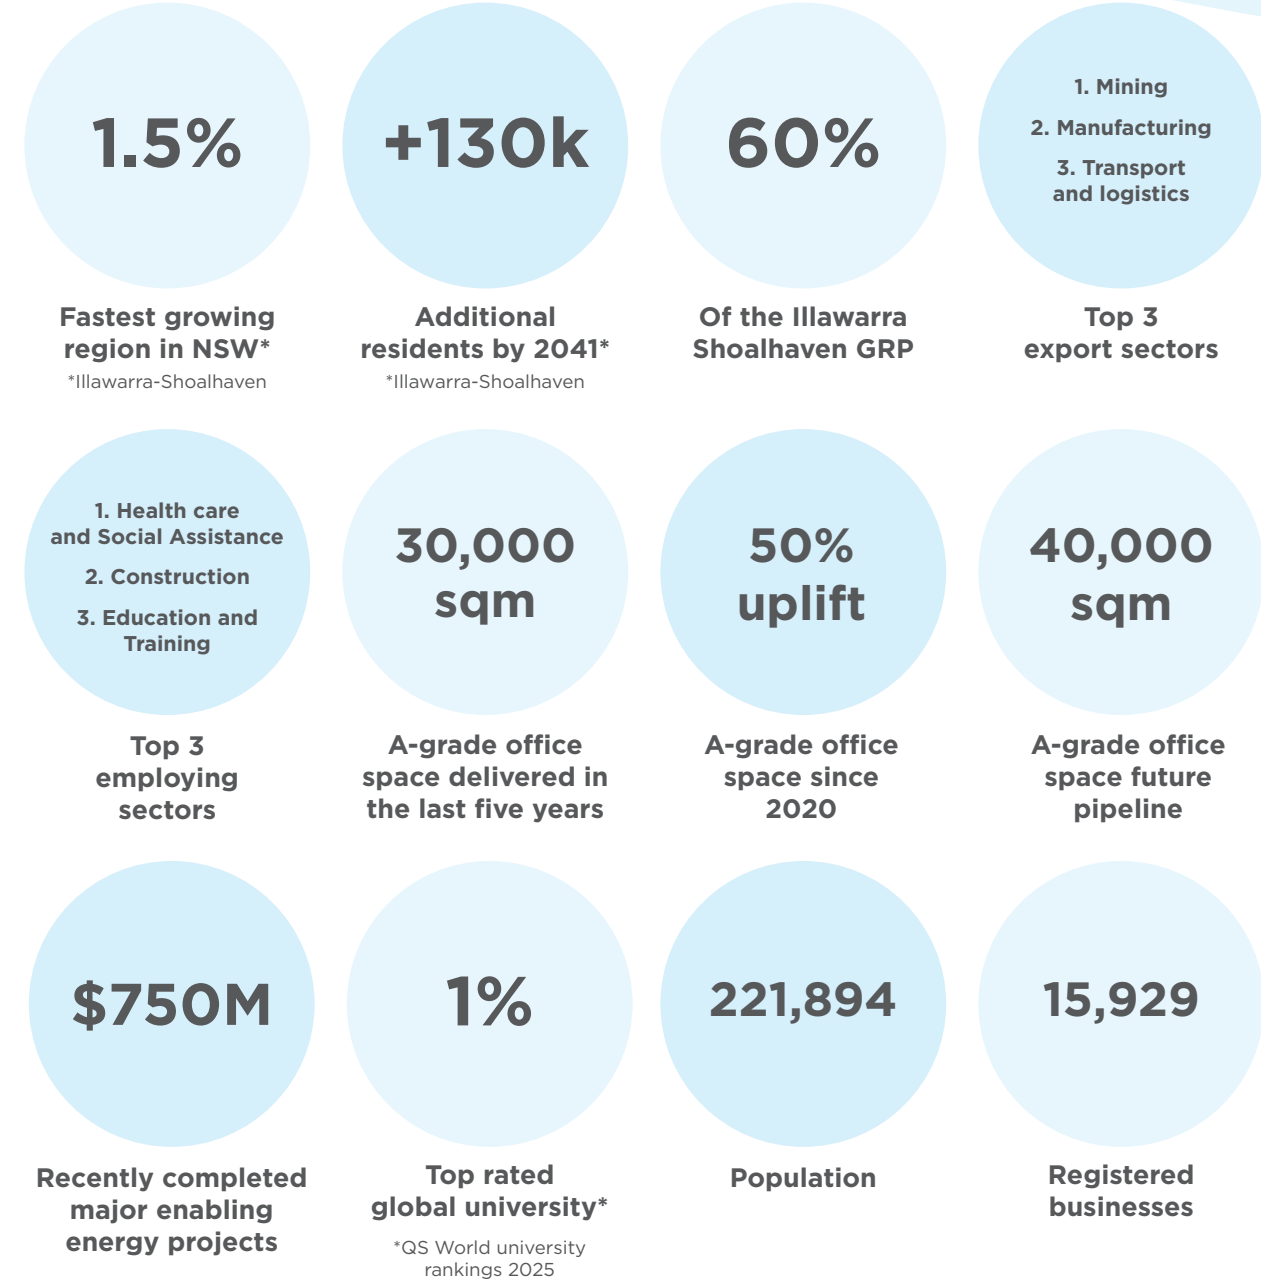 1.5%
Fastest growing
region in NSW*
*Illawarra-Shoalhaven
+130k
Additional
residents by 2041*
*Illawarra-Shoalhaven
60%
Of the Illawarra
Shoalhaven GRP
1. Mining
2. Manufacturing
3. Transport
and logistics
Top 3
export sectors
1. Health care
and Social Assistance
2. Construction
3. Education and
Training
Top 3
employing
sectors
30,000
sqm
A-grade office
space delivered in
the last five years
50%
uplift
A-grade office
space since
2020
40,000
sqm
A-grade office
space future
pipeline
$750M
Recently completed
major enabling
energy projects
1%
Top rated
global university*
*QS World university
rankings 2025
221,894
Population
15,929
Registered
businesses